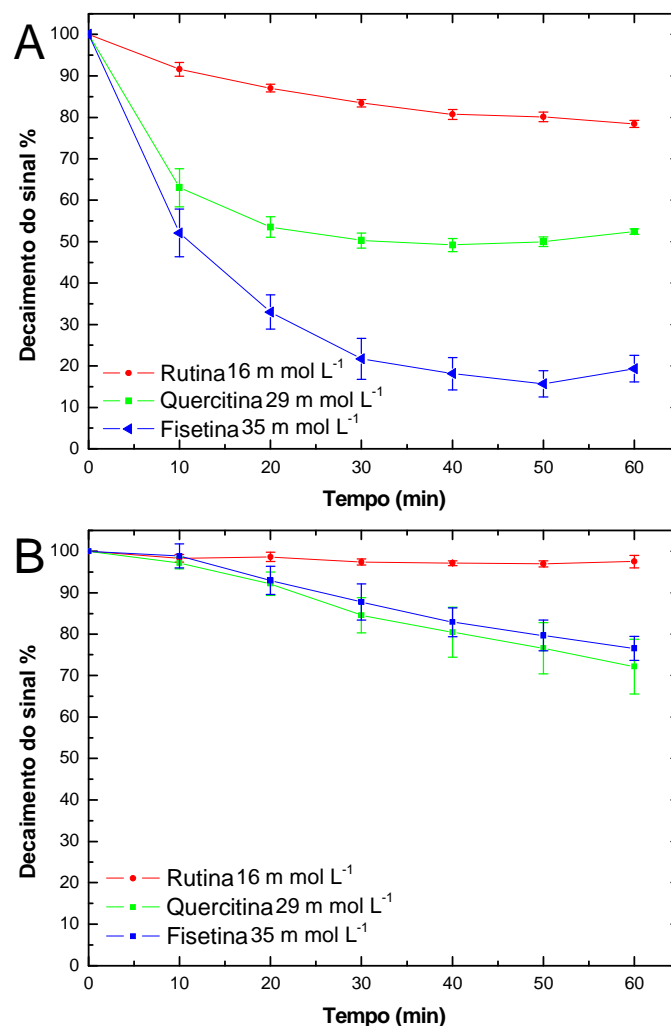 A
Decaimento do sinal %
100
90
80
70
60
50
40
30
20
10
0
Rutina 16 m mol L-1
Quercitina 29 m mol L-1
Fisetina 35 m mol L-1
0 10 20 30 40 50 60
Tempo (min)
B
Decaimento do sinal %
100
90
80
70
60
50
40
30
20
10
0
Rutina 16 m mol L-1
Quercitina 29 m mol L-1
Fisetina 35 m mol L-1
0 10 20 30 40 50 60
Tempo (min)